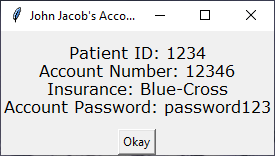 John Jacob's Acco...
Patient ID: 1234
Account Number: 12346
Insurance: Blue-Cross
Account Password: password123
Okay